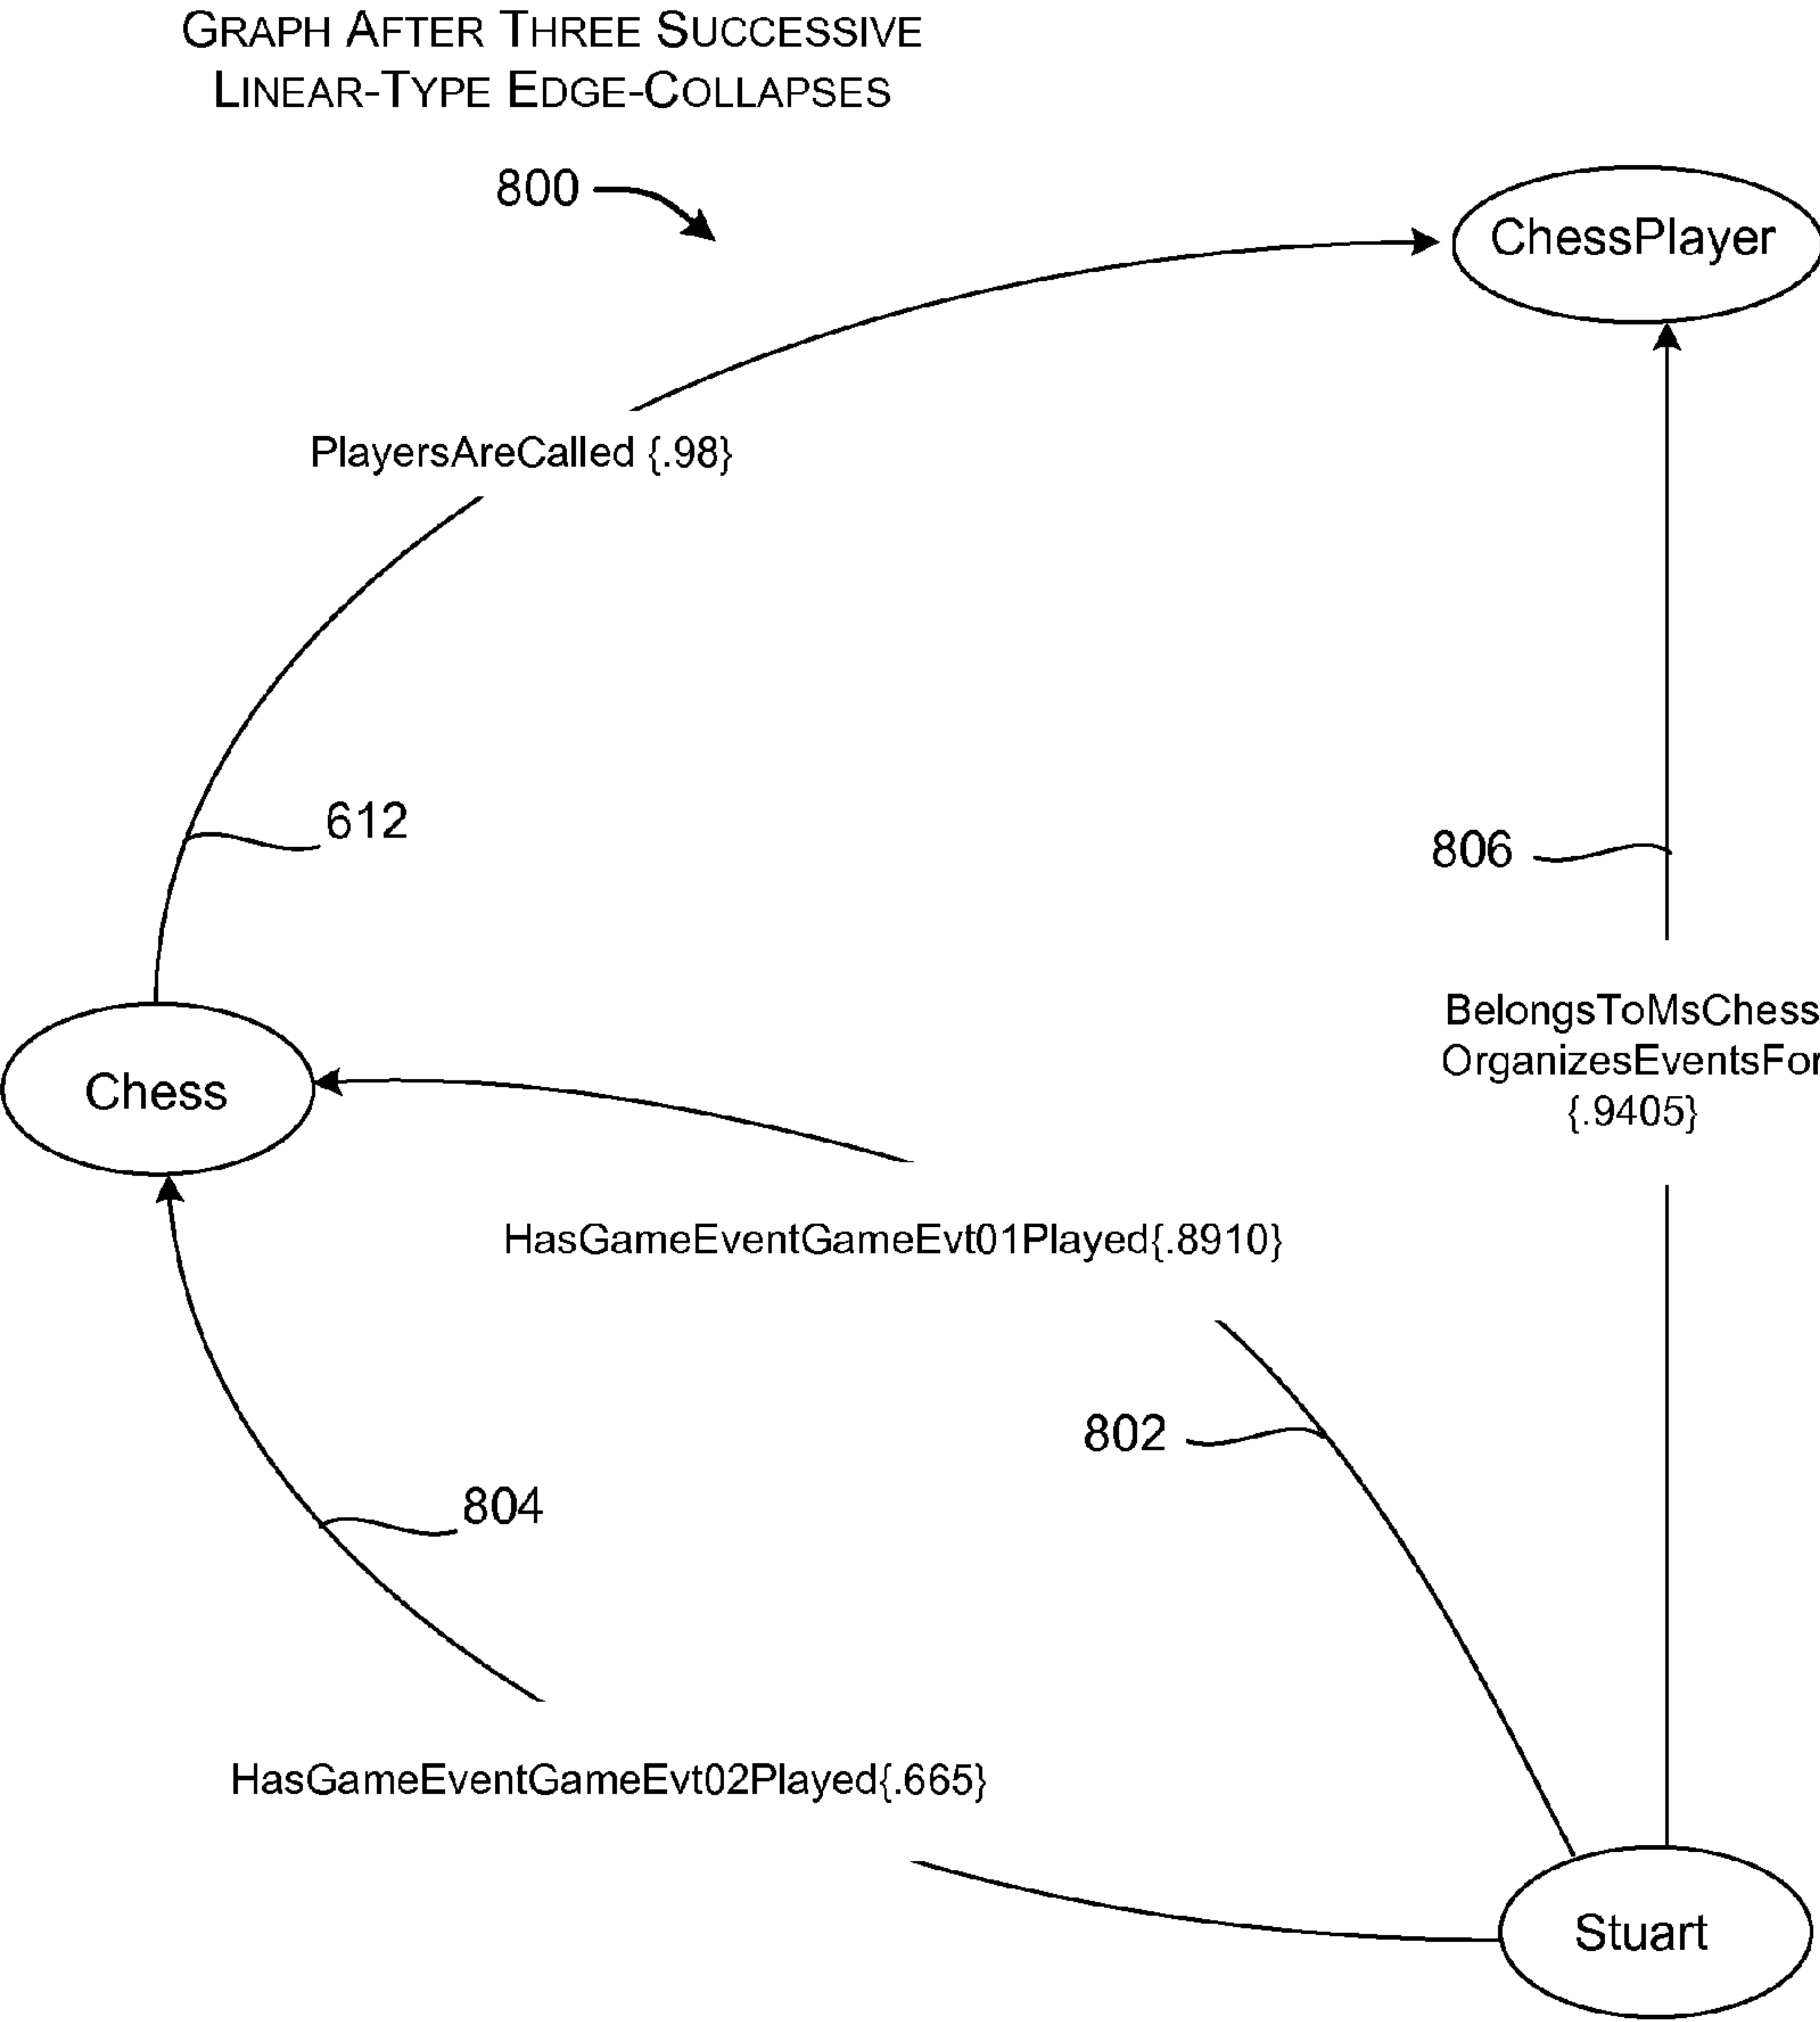 GRAPH AFTER THREE SUCCESSIVE
LINEAR-TYPE EDGE-COLLAPSES
800
ChessPlayer
PlayersAreCalled {.98}
612
806
BelongsToMsChess
OrganizesEventsFor
{.9405}
Chess
HasGameEventGameEvt01Played{.8910}
802
804
HasGameEventGameEvt02Played{.665}
Stuart